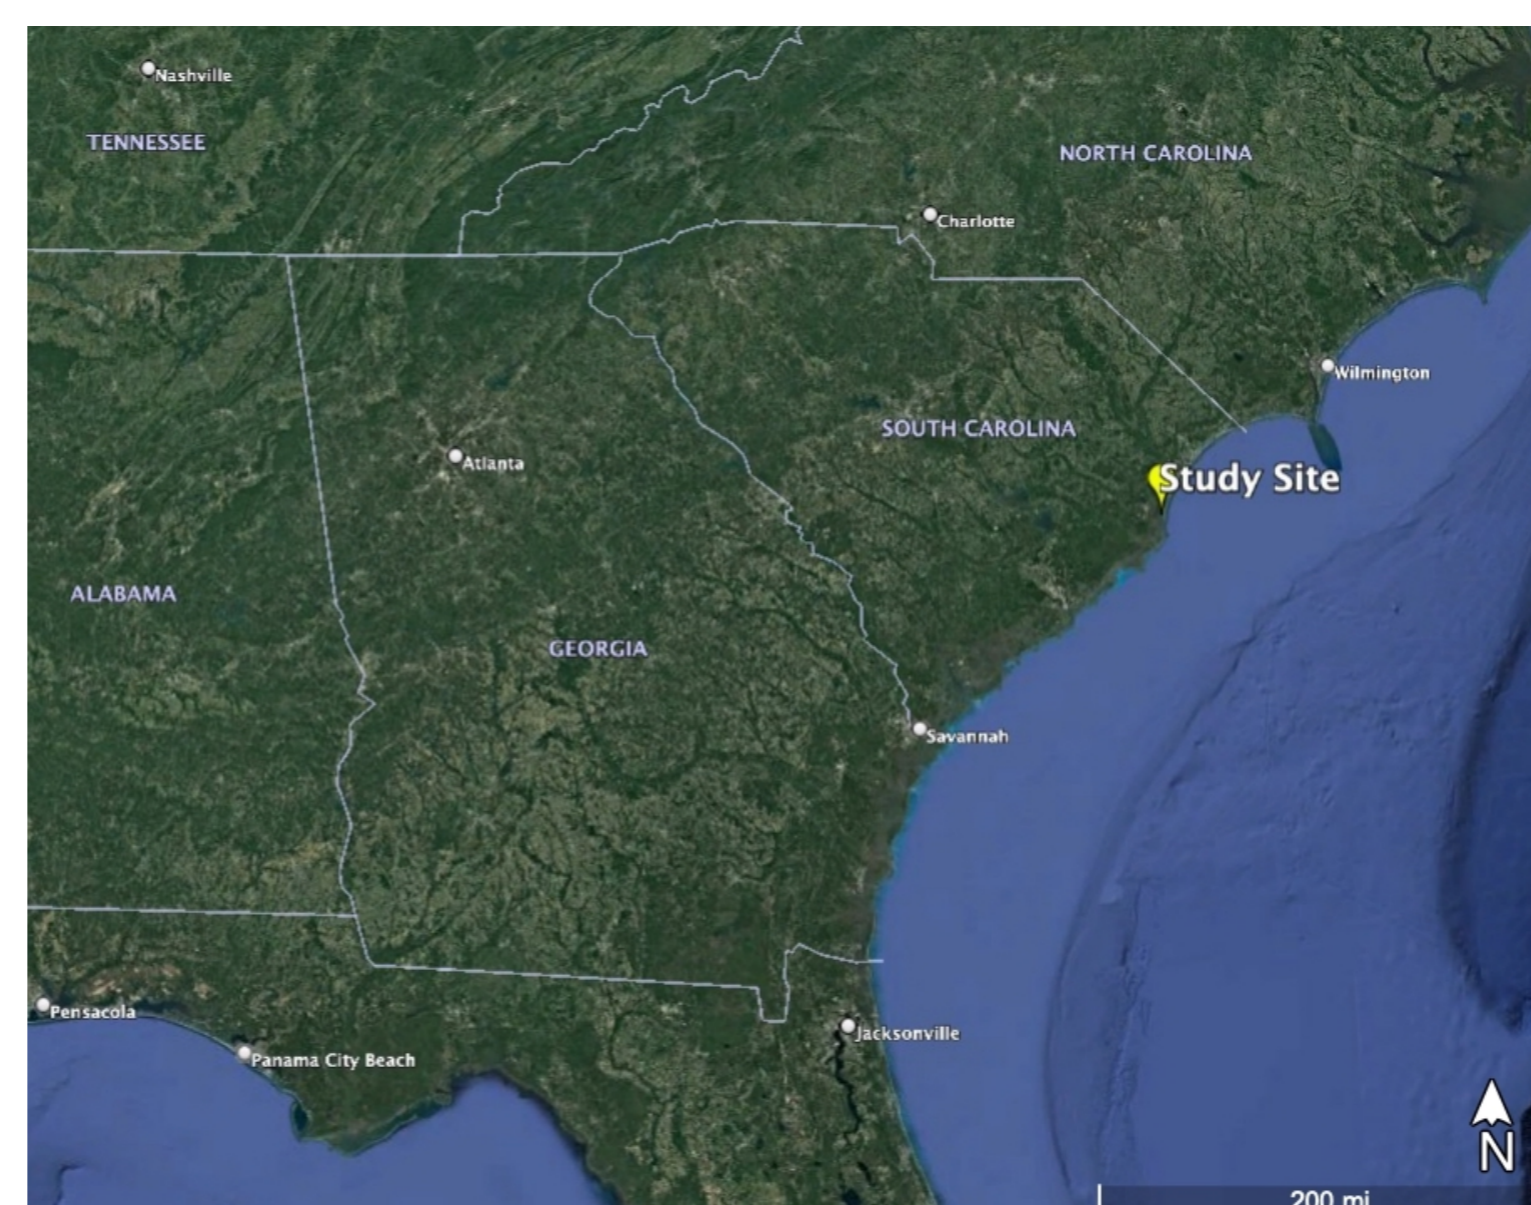 Nashville
TENNESSEE
NORTH CAROLINA
Charlotte
Wilmington
SOUTH CAROLINA
Atlanta
Study Site
ALABAMA
GEORGIA
Savannah
Pensacola
Jacksonville
Panama City Beach
N
200 mi